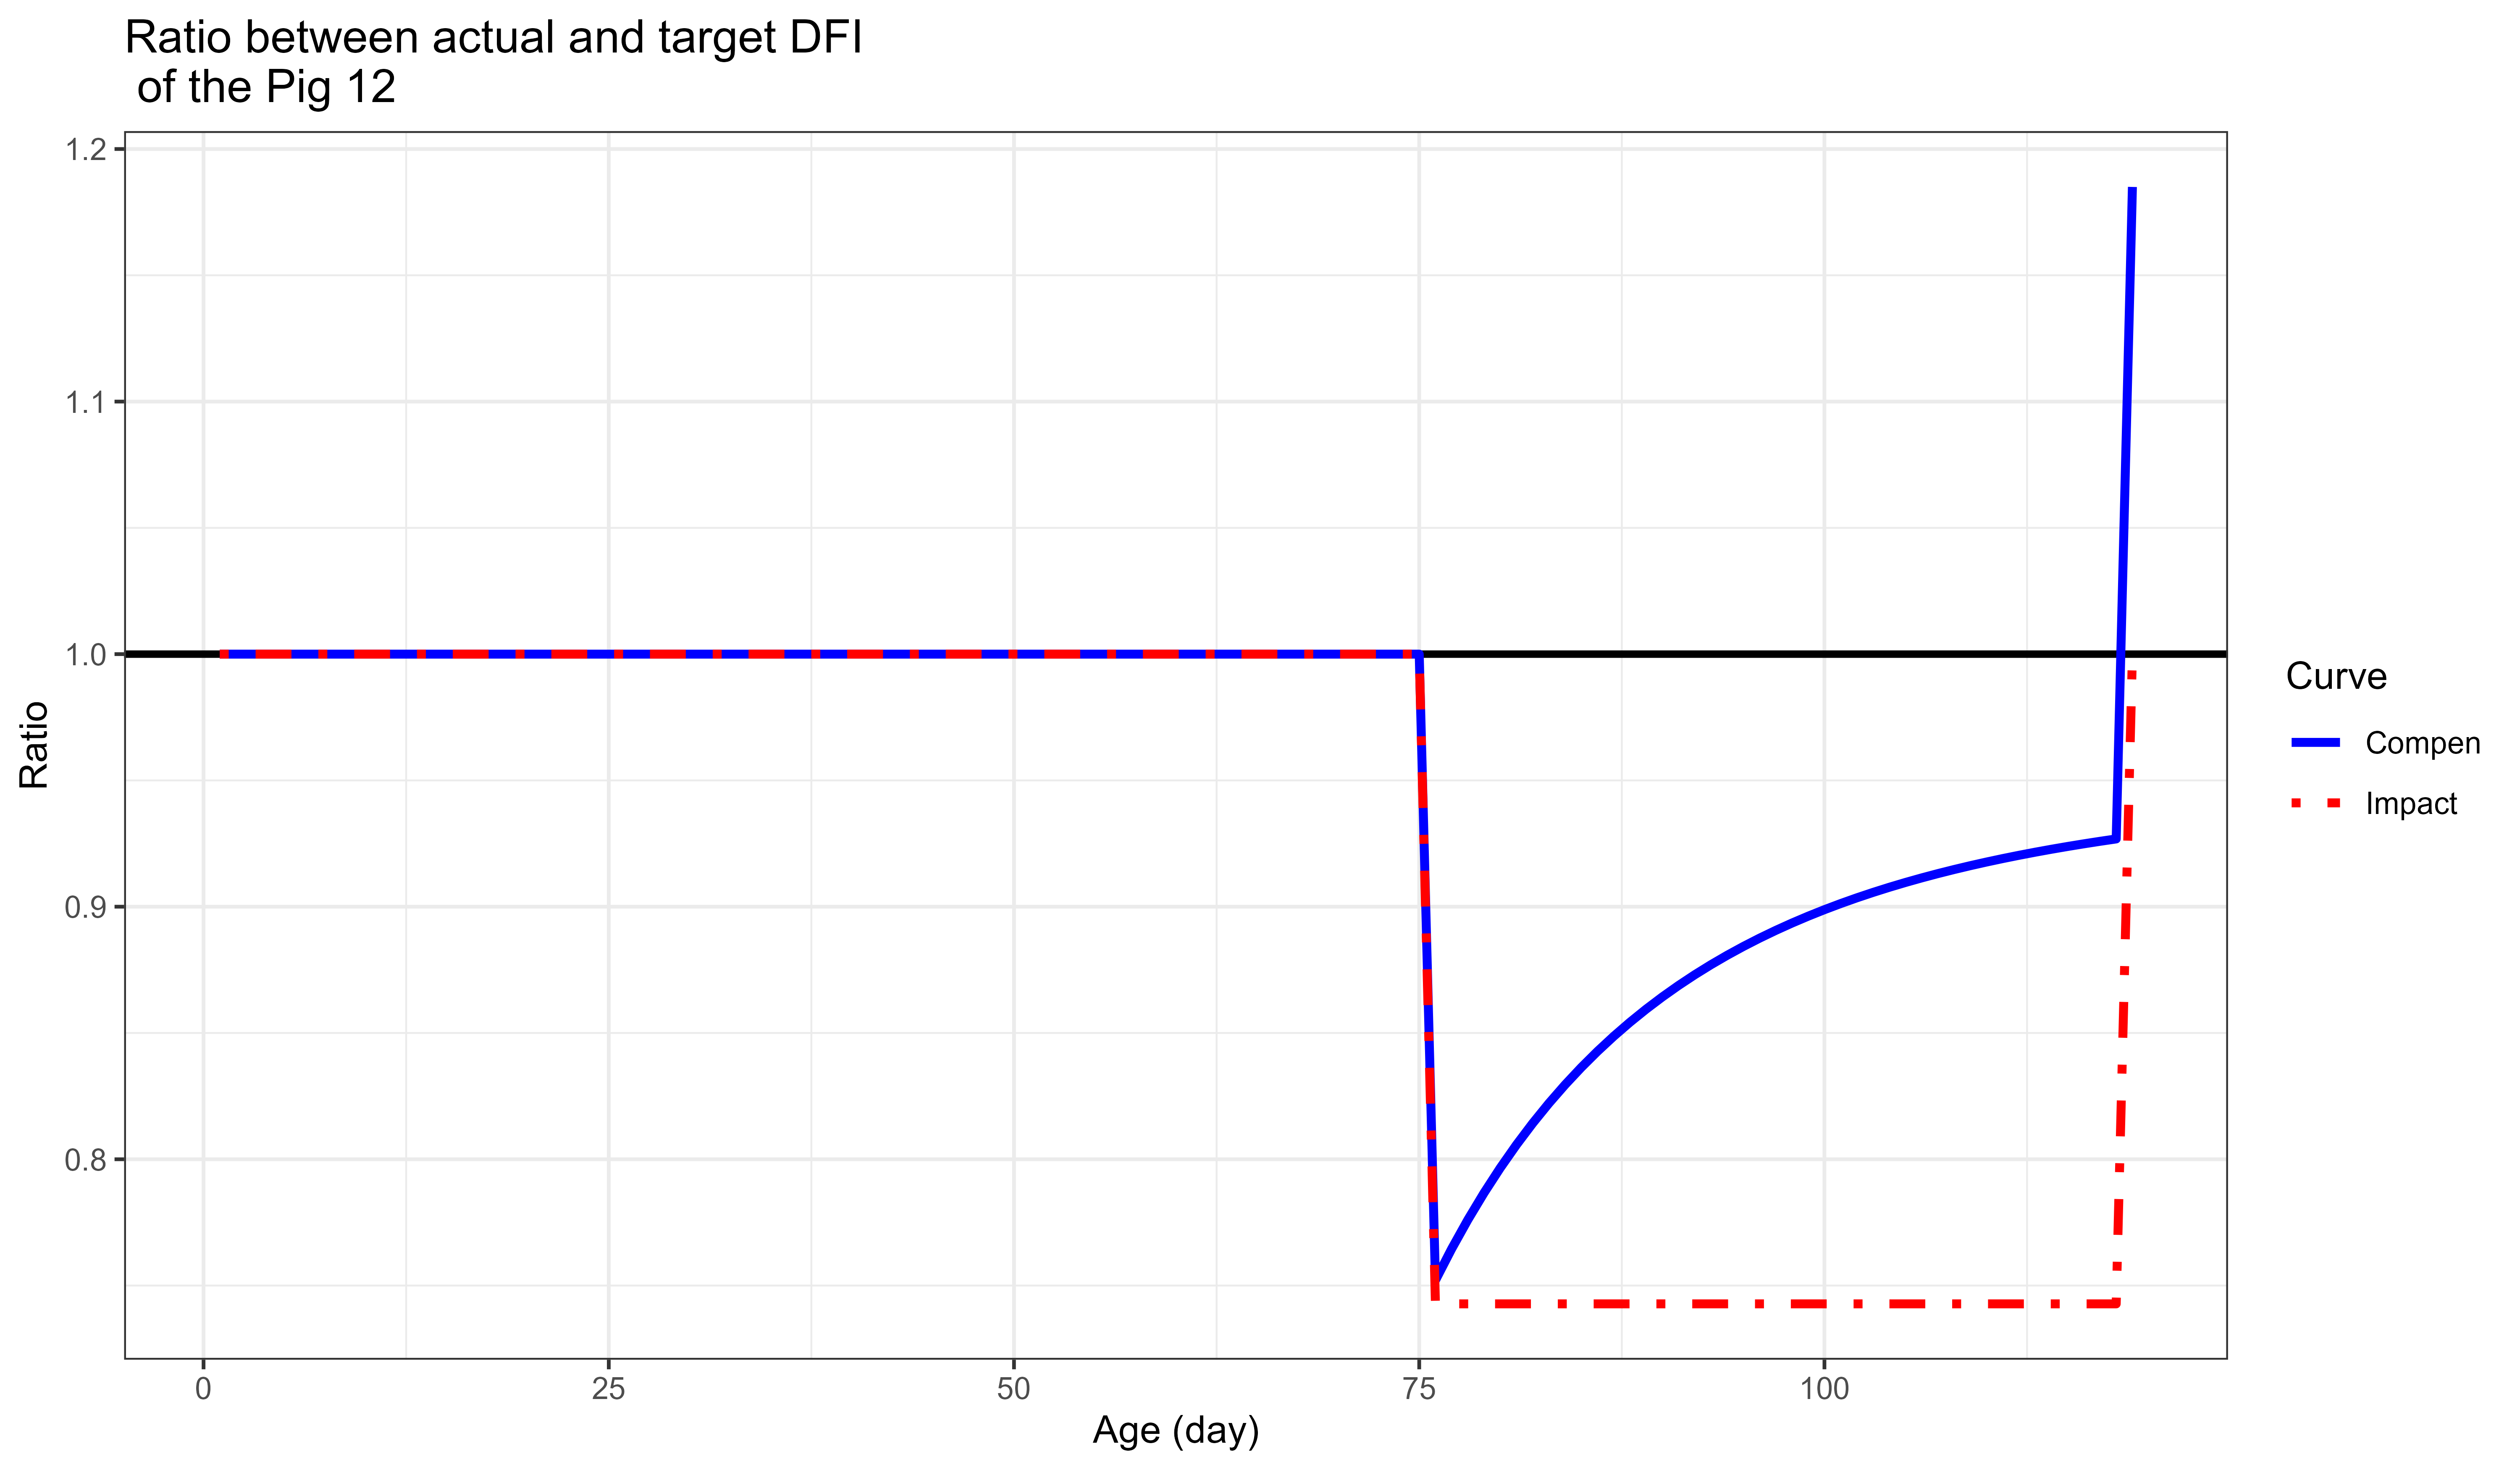 Ratio between actual and target DFI
of the Pig 12
1.2
1.1
1.0
0.9
0.8
Ratio
0
25
50
75
100
Age (day)
Curve
Compen
Impact